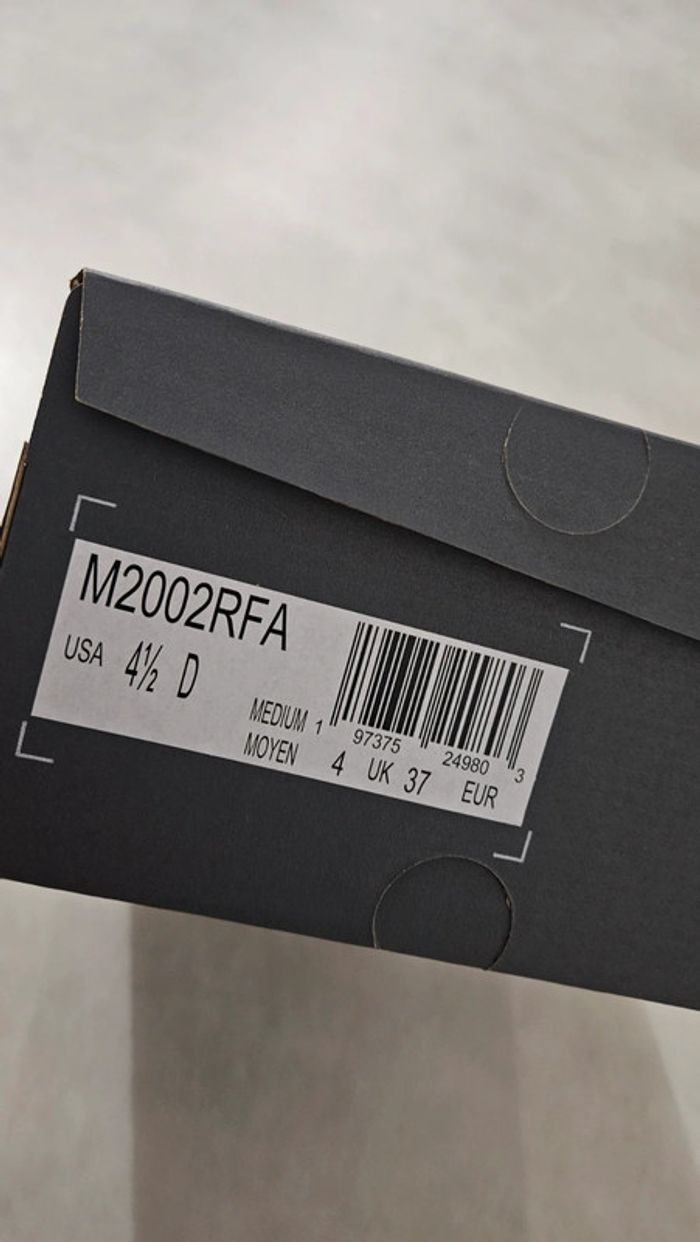 M2002RFA
USA 4½ D
MEDIUM
MOYEN
1 97375 24980 3
4 UK 37 EUR